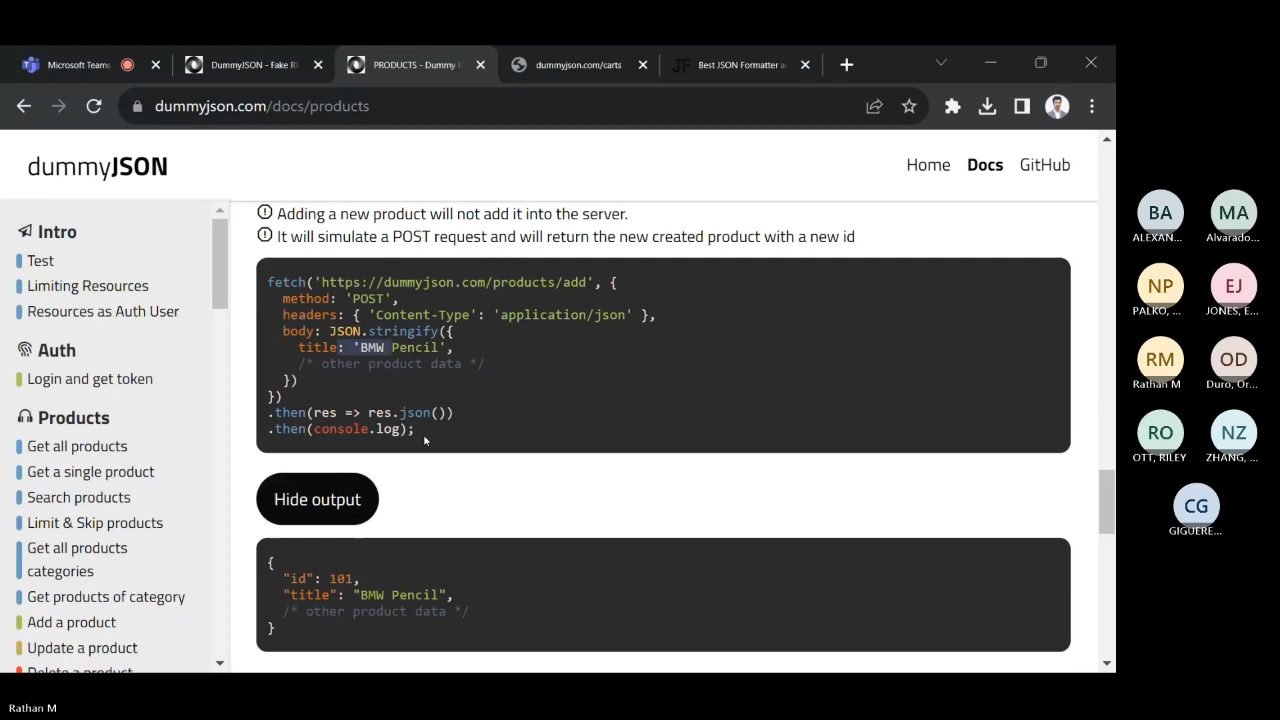 Microsoft Teams
DummyJSON - Fake R
PRODUCTS - Dummy
dummyjson.com/carts
JF
Best JSON Formatter a
dummyjson.com/docs/products
dummyJSON
Home
Docs
GitHub
Intro
Test
Limiting Resources
Resources as Auth User
Auth
Login and get token
Products
Get all products
Get a single product
Search products
Limit & Skip products
Get all products
categories
Get products of category
Add a product
Update a product
Delete a product
Adding a new product will not add it into the server.
It will simulate a POST request and will return the new created product with a new id
fetch('https://dummyjson.com/products/add', {
method: 'POST',
headers: { 'Content-Type': 'application/json' },
body: JSON.stringify({
title: 'BMW Pencil',
/* other product data */
})
})
.then(res => res.json())
.then(console.log);
Hide output
{
"id": 101,
"title": "BMW Pencil",
/* other product data */
}
BA
ALEXAN...
MA
Alvarado...
NP
PALKO, ...
EJ
JONES, E...
RM
Rathan M
OD
Duro, Or...
RO
OTT, RILEY
NZ
ZHANG, ...
CG
GIGUERE...
Rathan M